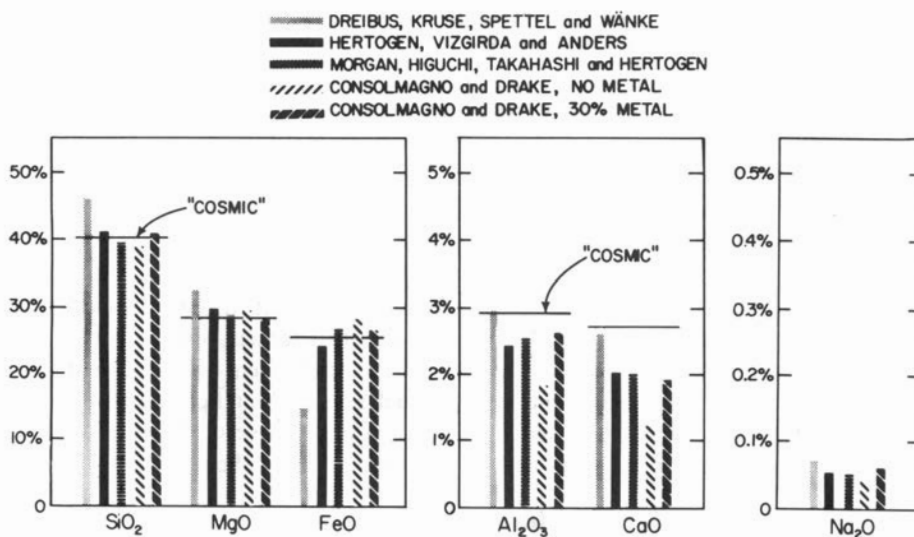 DREIBUS, KRUSE, SPETTEL and WÄNKE
HERTOGEN, VIZGIRDA and ANDERS
MORGAN, HIGUCHI, TAKAHASHI and HERTOGEN
CONSOLMAGNO and DRAKE, NO METAL
CONSOLMAGNO and DRAKE, 30% METAL
50%
40%
30%
20%
10%
0
"COSMIC"
SiO₂ MgO FeO
5%
4%
3%
2%
1%
0
"COSMIC"
Al₂O₃ CaO
0.5%
0.4%
0.3%
0.2%
0.1%
0
Na₂O